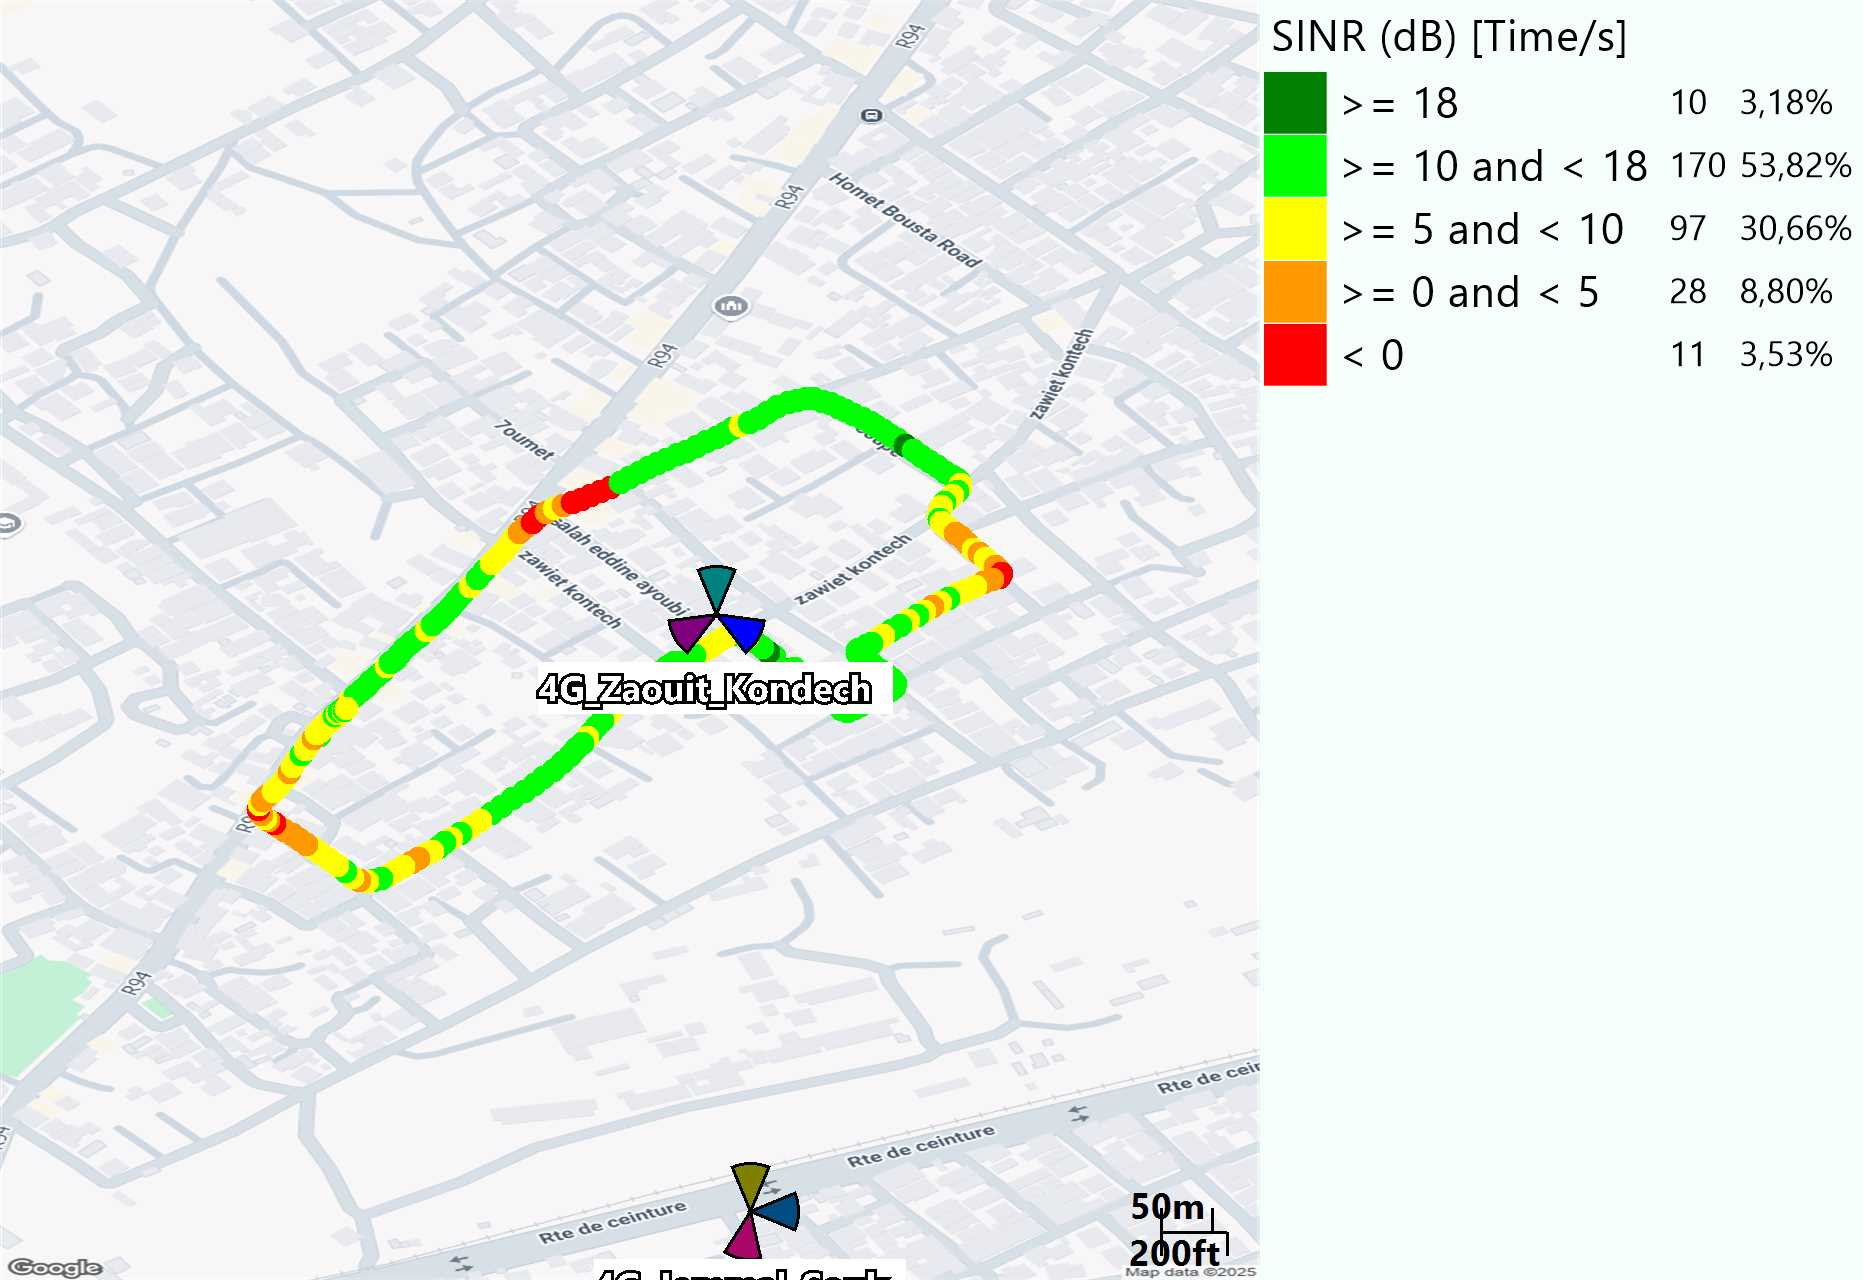 SINR (dB) [Time/s]
>= 18 10 3,18%
>= 10 and < 18 170 53,82%
>= 5 and < 10 97 30,66%
>= 0 and < 5 28 8,80%
< 0 11 3,53%
R94
R94
Homet Bousta Road
R94
zawiet kontech
7oumet
salah eddine ayoubi
zawiet kontech
zawiet kontech
4G_Zaouit_Kondech
R94
Rte de ceinture
Rte de ceinture
50m
200ft
Google
Map data ©2025